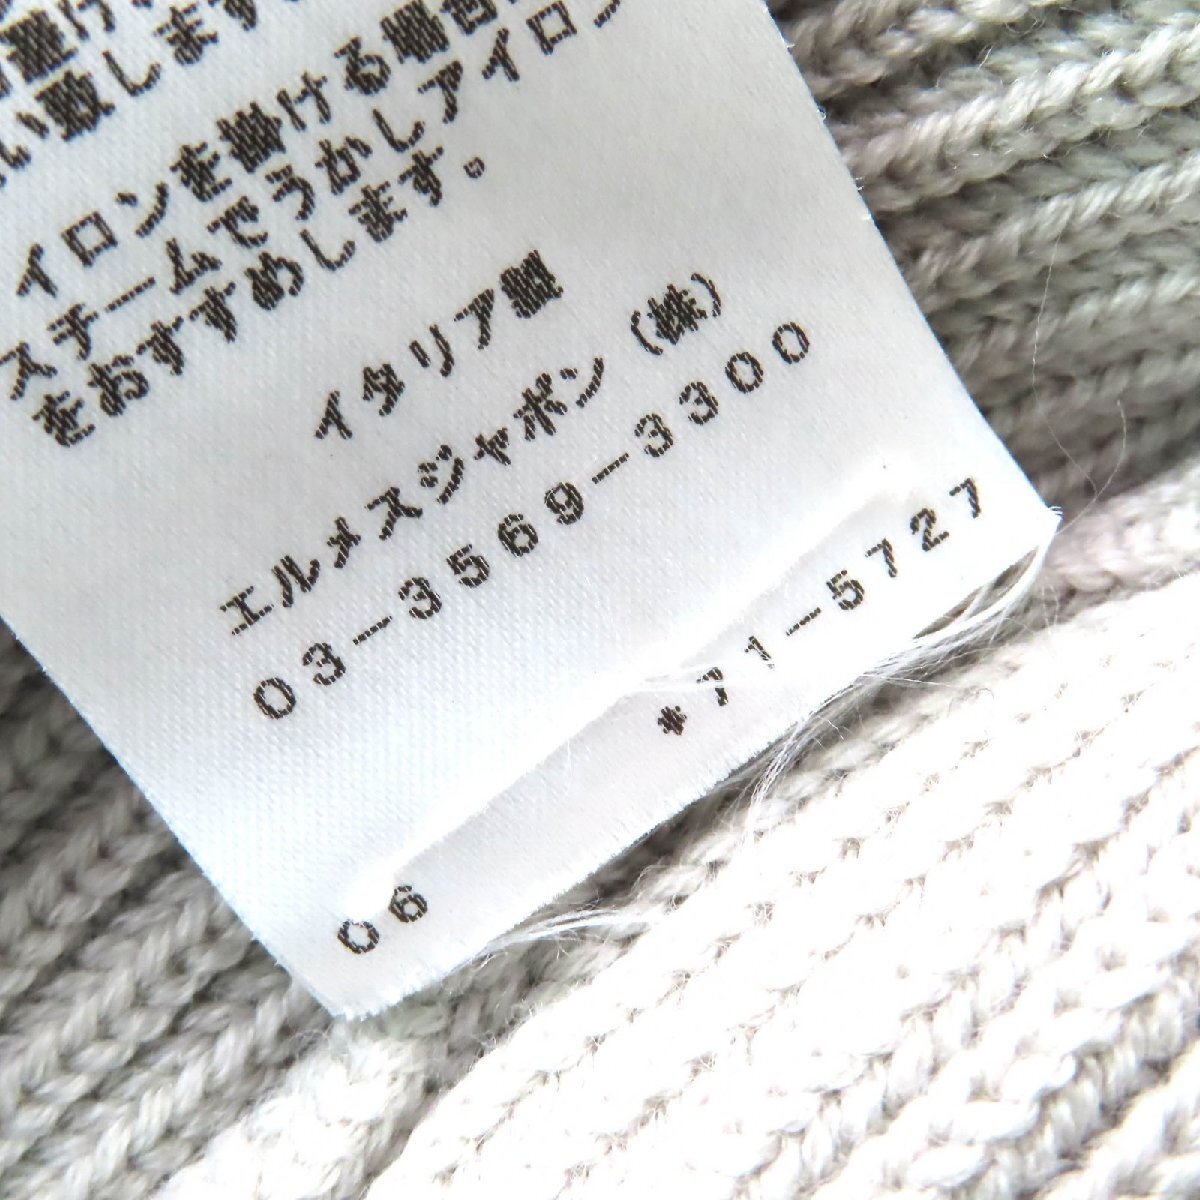 い致します
イロンを掛ける場合
スチームでうかしアイロン
をおすすめします。
イタリア製
エルメスジャポン（株）
03-3569-3300
*71-5727
06